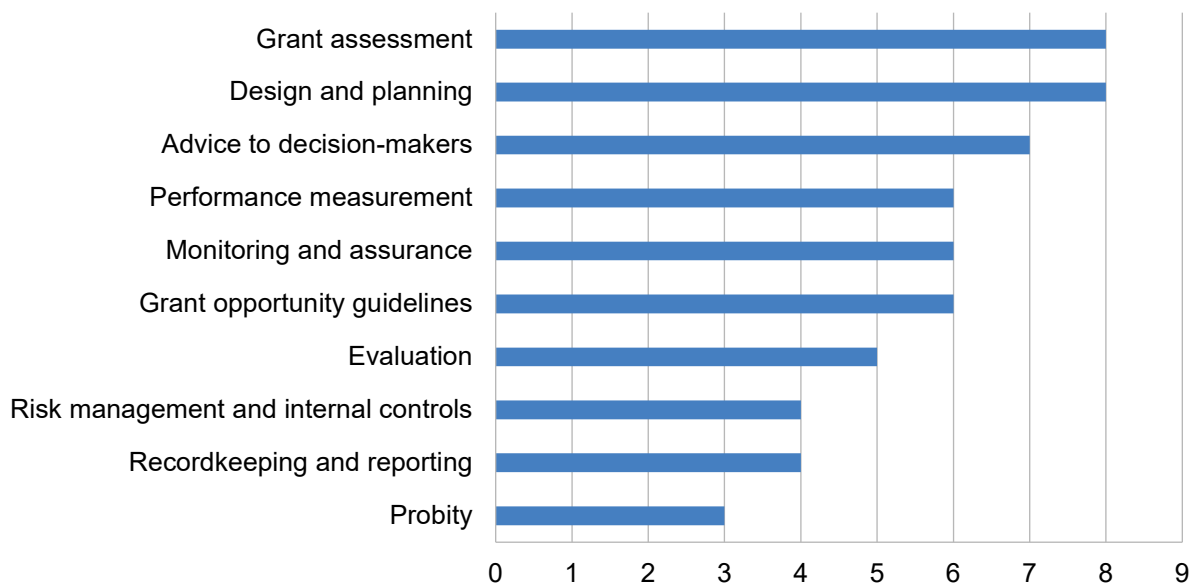 Grant assessment
Design and planning
Advice to decision-makers
Performance measurement
Monitoring and assurance
Grant opportunity guidelines
Evaluation
Risk management and internal controls
Recordkeeping and reporting
Probity
0 1 2 3 4 5 6 7 8 9